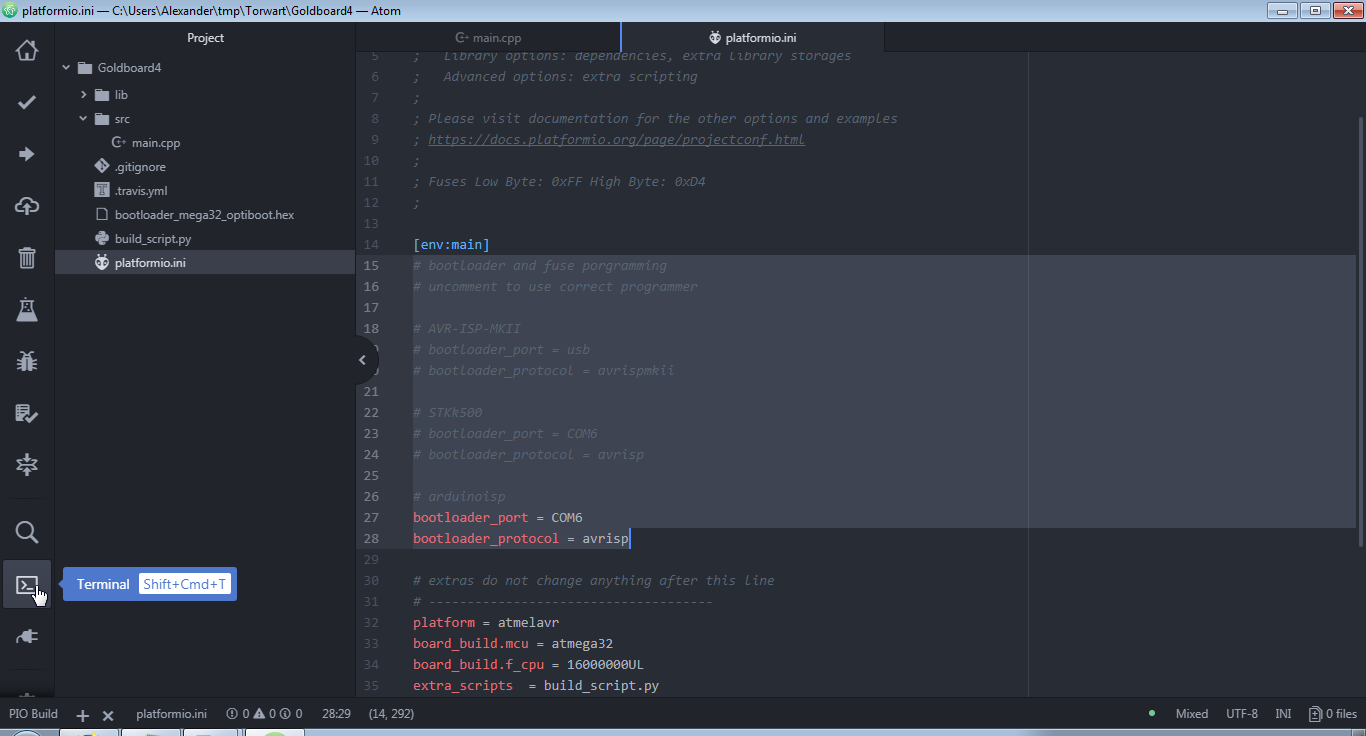 platformio.ini — C:\Users\Alexander\tmp\Torwart\Goldboard4 — Atom
Project
main.cpp
platformio.ini
Goldboard4
lib
src
main.cpp
.gitignore
.travis.yml
bootloader_mega32_optiboot.hex
build_script.py
platformio.ini
5 ;   Library options: dependencies, extra library storages
6 ;   Advanced options: extra scripting
7 ;
8 ; Please visit documentation for the other options and examples
9 ; https://docs.platformio.org/page/projectconf.html
10 ;
11 ; Fuses Low Byte: 0xFF High Byte: 0xD4
12 ;
13
14 [env:main]
15 # bootloader and fuse porgramming
16 # uncomment to use correct programmer
17
18 # AVR-ISP-MKII
# bootloader_port = usb
# bootloader_protocol = avrispmkii
21
22 # STKk500
23 # bootloader_port = COM6
24 # bootloader_protocol = avrisp
25
26 # arduinoisp
27 bootloader_port = COM6
28 bootloader_protocol = avrisp
29
30 # extras do not change anything after this line
31 # -------------------------------------
32 platform = atmelavr
33 board_build.mcu = atmega32
34 board_build.f_cpu = 16000000UL
35 extra_scripts  = build_script.py
Terminal Shift+Cmd+T
PIO Build + × platformio.ini 0 0 0 28:29 (14, 292) Mixed UTF-8 INI 0 files